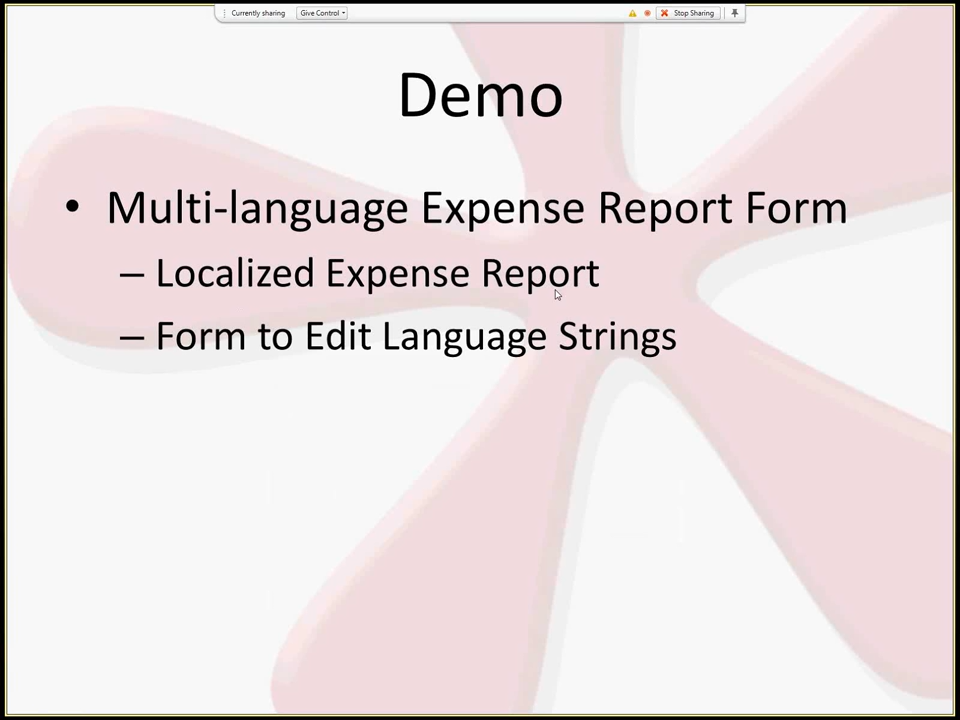 Currently sharing Give Control Stop Sharing
Demo
• Multi-language Expense Report Form
– Localized Expense Report
– Form to Edit Language Strings